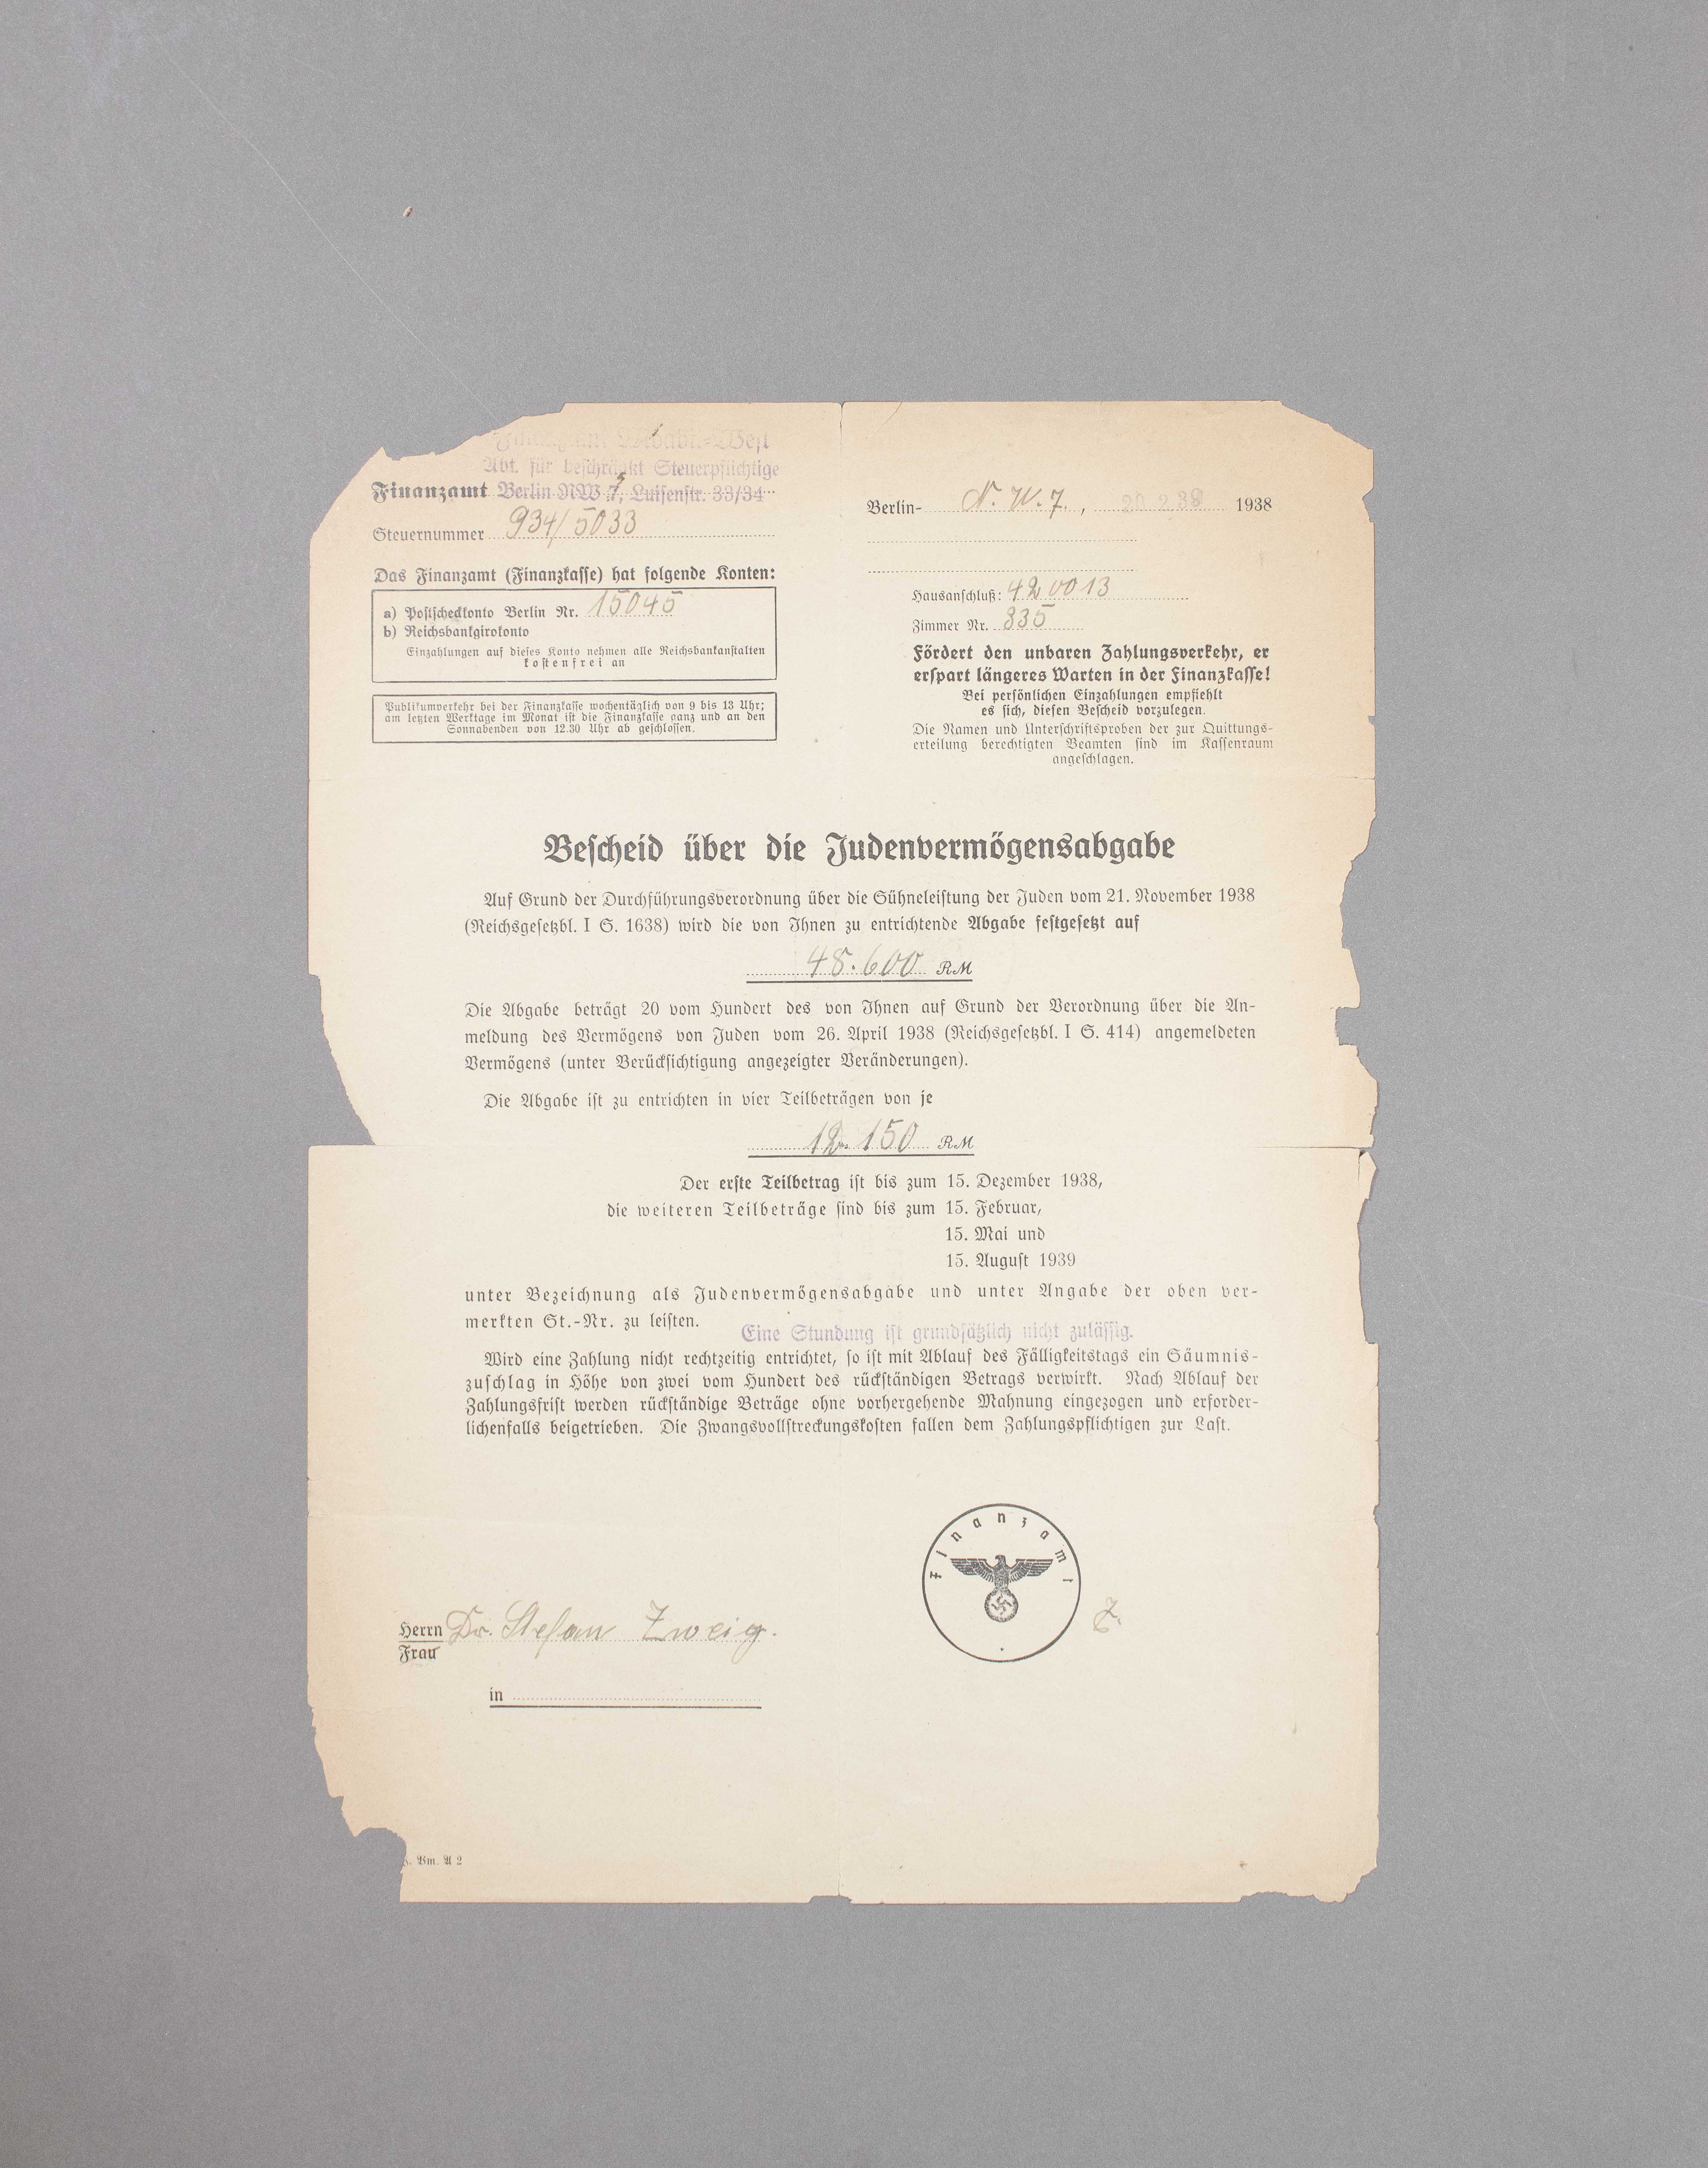 Finanzamt Moabit-West
Abt. für beschränkt Steuerpflichtige
Finanzamt Berlin NW 7, Luisenstr. 33/34
Steuernummer 934/5033
Das Finanzamt (Finanzkasse) hat folgende Konten:
a) Postscheckkonto Berlin Nr. 15045
b) Reichsbankgirokonto
Einzahlungen auf dieses Konto nehmen alle Reichsbankanstalten
kostenfrei an
Publikumverkehr bei der Finanzkasse wochentäglich von 9 bis 13 Uhr;
am letzten Werktage im Monat ist die Finanzkasse ganz und an den
Sonnabenden von 12.30 Uhr ab geschlossen.
Berlin- N. W. 7., 1938
Hausanschluß: 420013
Zimmer Nr. 335
Fördert den unbaren Zahlungsverkehr, er
erspart längeres Warten in der Finanzkasse!
Bei persönlichen Einzahlungen empfiehlt
es sich, diesen Bescheid vorzulegen.
Die Namen und Unterschriftsproben der zur Quittungs-
erteilung berechtigten Beamten sind im Kassenraum
angeschlagen.
Bescheid über die Judenvermögensabgabe
Auf Grund der Durchführungsverordnung über die Sühneleistung der Juden vom 21. November 1938
(Reichsgesetzbl. I S. 1638) wird die von Ihnen zu entrichtende Abgabe festgesetzt auf
48.600 RM
Die Abgabe beträgt 20 vom Hundert des von Ihnen auf Grund der Verordnung über die An-
meldung des Vermögens von Juden vom 26. April 1938 (Reichsgesetzbl. I S. 414) angemeldeten
Vermögens (unter Berücksichtigung angezeigter Veränderungen).
Die Abgabe ist zu entrichten in vier Teilbeträgen von je
12.150 RM
Der erste Teilbetrag ist bis zum 15. Dezember 1938,
die weiteren Teilbeträge sind bis zum 15. Februar,
15. Mai und
15. August 1939
unter Bezeichnung als Judenvermögensabgabe und unter Angabe der oben ver-
merkten St.-Nr. zu leisten.
Eine Stundung ist grundsätzlich nicht zulässig.
Wird eine Zahlung nicht rechtzeitig entrichtet, so ist mit Ablauf des Fälligkeitstags ein Säumnis-
zuschlag in Höhe von zwei vom Hundert des rückständigen Betrags verwirkt. Nach Ablauf der
Zahlungsfrist werden rückständige Beträge ohne vorhergehende Mahnung eingezogen und erforder-
lichenfalls beigetrieben. Die Zwangsvollstreckungskosten fallen dem Zahlungspflichtigen zur Last.
Finanzamt
Herrn Dr. Stefan Zweig.
Frau
in
Vm. A 2